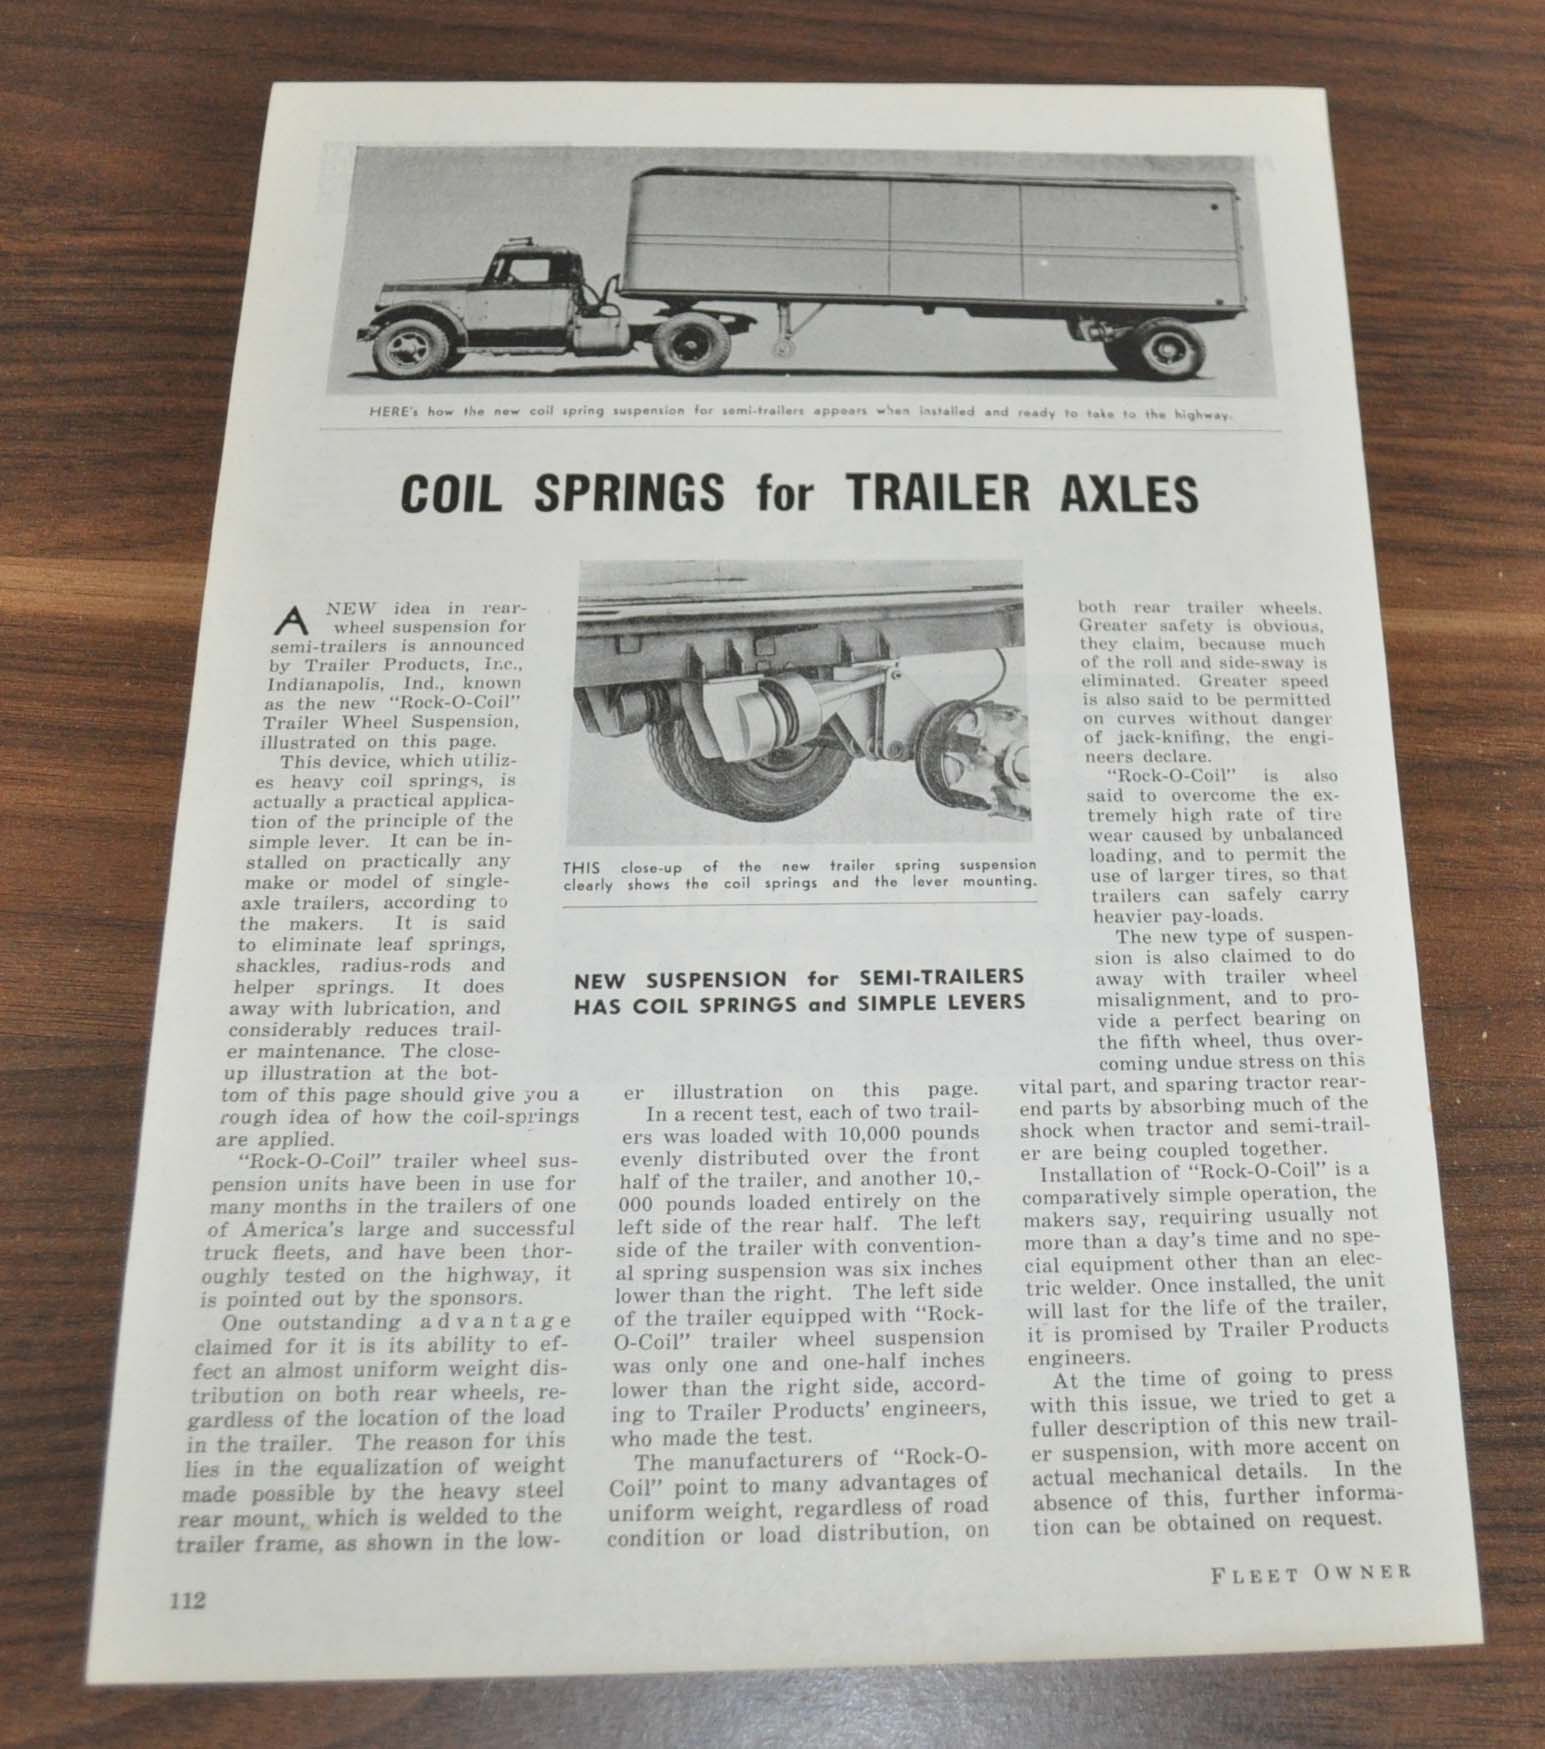 HERE's how the new coil spring suspension for semi-trailers appears when installed and ready to take to the highway.
COIL SPRINGS for TRAILER AXLES
A NEW idea in rear-
wheel suspension for
semi-trailers is announced
by Trailer Products, Inc.,
Indianapolis, Ind., known
as the new "Rock-O-Coil"
Trailer Wheel Suspension,
illustrated on this page.
This device, which utiliz-
es heavy coil springs, is
actually a practical applica-
tion of the principle of the
simple lever. It can be in-
stalled on practically any
make or model of single-
axle trailers, according to
the makers. It is said
to eliminate leaf springs,
shackles, radius-rods and
helper springs. It does
away with lubrication, and
considerably reduces trail-
er maintenance. The close-
up illustration at the bot-
tom of this page should give you a
rough idea of how the coil-springs
are applied.
"Rock-O-Coil" trailer wheel sus-
pension units have been in use for
many months in the trailers of one
of America's large and successful
truck fleets, and have been thor-
oughly tested on the highway, it
is pointed out by the sponsors.
One outstanding advantage
claimed for it is its ability to ef-
fect an almost uniform weight dis-
tribution on both rear wheels, re-
gardless of the location of the load
in the trailer. The reason for this
lies in the equalization of weight
made possible by the heavy steel
rear mount, which is welded to the
trailer frame, as shown in the low-
THIS close-up of the new trailer spring suspension
clearly shows the coil springs and the lever mounting.
NEW SUSPENSION for SEMI-TRAILERS
HAS COIL SPRINGS and SIMPLE LEVERS
er illustration on this page.
In a recent test, each of two trail-
ers was loaded with 10,000 pounds
evenly distributed over the front
half of the trailer, and another 10,-
000 pounds loaded entirely on the
left side of the rear half. The left
side of the trailer with convention-
al spring suspension was six inches
lower than the right. The left side
of the trailer equipped with "Rock-
O-Coil" trailer wheel suspension
was only one and one-half inches
lower than the right side, accord-
ing to Trailer Products' engineers,
who made the test.
The manufacturers of "Rock-O-
Coil" point to many advantages of
uniform weight, regardless of road
condition or load distribution, on
both rear trailer wheels.
Greater safety is obvious,
they claim, because much
of the roll and side-sway is
eliminated. Greater speed
is also said to be permitted
on curves without danger
of jack-knifing, the engi-
neers declare.
"Rock-O-Coil" is also
said to overcome the ex-
tremely high rate of tire
wear caused by unbalanced
loading, and to permit the
use of larger tires, so that
trailers can safely carry
heavier pay-loads.
The new type of suspen-
sion is also claimed to do
away with trailer wheel
misalignment, and to pro-
vide a perfect bearing on
the fifth wheel, thus over-
coming undue stress on this
vital part, and sparing tractor rear-
end parts by absorbing much of the
shock when tractor and semi-trail-
er are being coupled together.
Installation of "Rock-O-Coil" is a
comparatively simple operation, the
makers say, requiring usually not
more than a day's time and no spe-
cial equipment other than an elec-
tric welder. Once installed, the unit
will last for the life of the trailer,
it is promised by Trailer Products
engineers.
At the time of going to press
with this issue, we tried to get a
fuller description of this new trail-
er suspension, with more accent on
actual mechanical details. In the
absence of this, further informa-
tion can be obtained on request.
112
FLEET OWNER